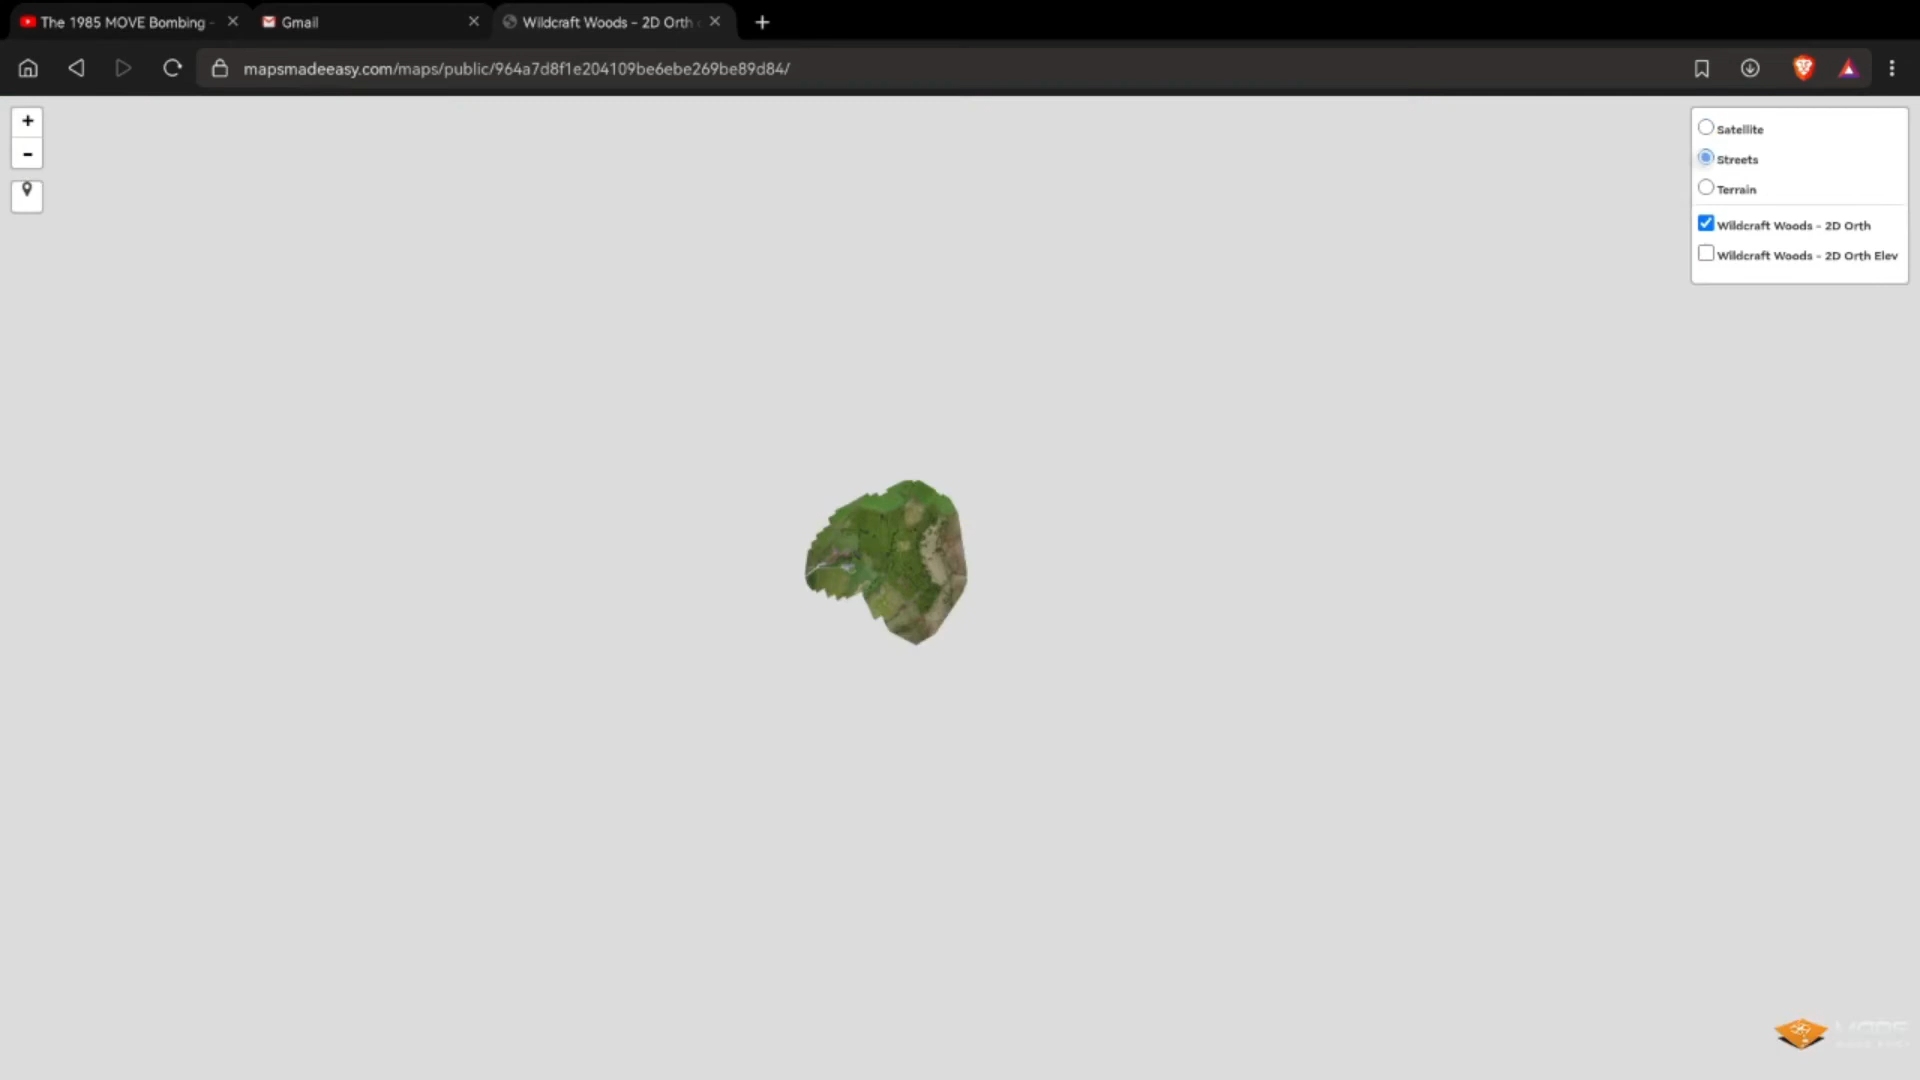 The 1985 MOVE Bombing -
Gmail
Wildcraft Woods - 2D Orth
mapsmadeeasy.com/maps/public/964a7d8f1e204109be6ebe269be89d84/
+
-
Satellite
Streets
Terrain
Wildcraft Woods - 2D Orth
Wildcraft Woods - 2D Orth Elev
MAPS